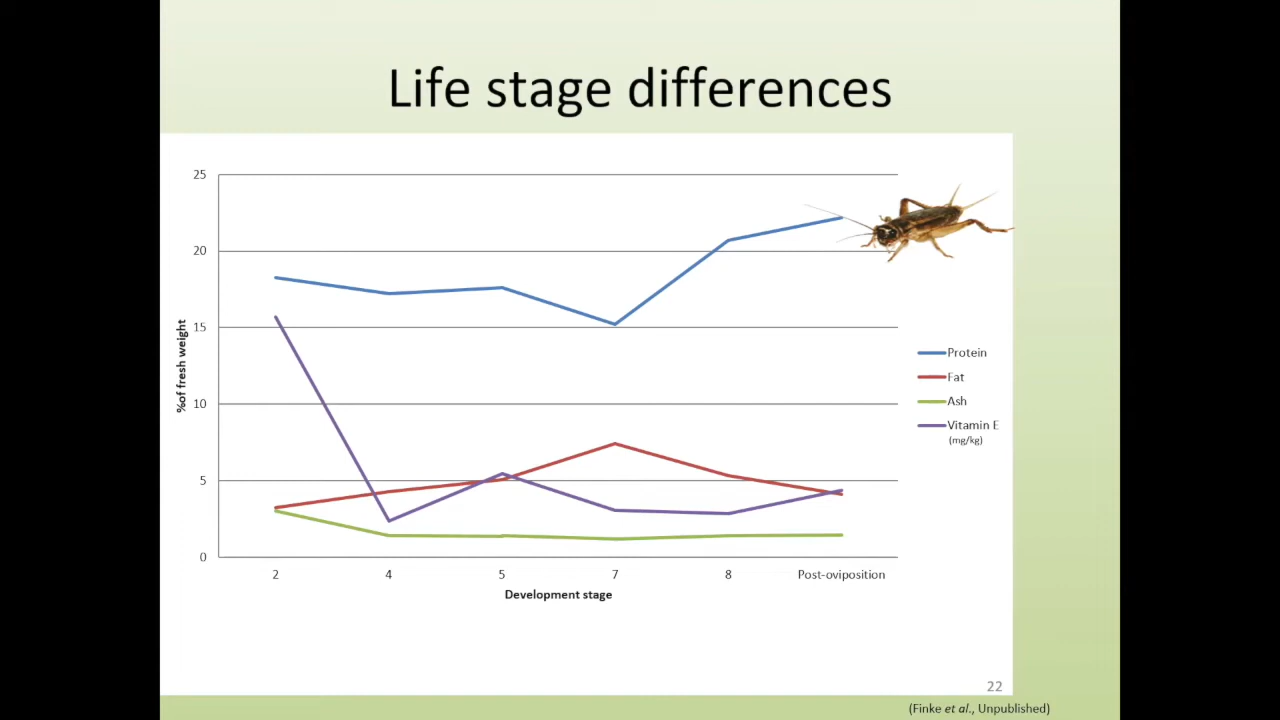 Life stage differences
25
20
15
10
5
0
%of fresh weight
2 4 5 7 8 Post-oviposition
Development stage
Protein
Fat
Ash
Vitamin E
(mg/kg)
22
(Finke et al., Unpublished)